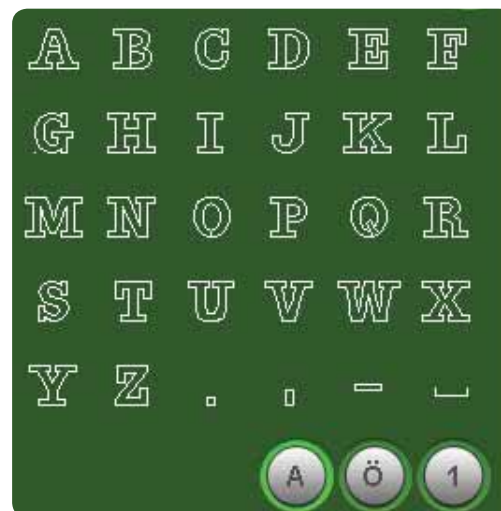 A B C D E F
G H I J K L
M N O P Q R
S T U V W X
Y Z . , - ␣
A Ö 1